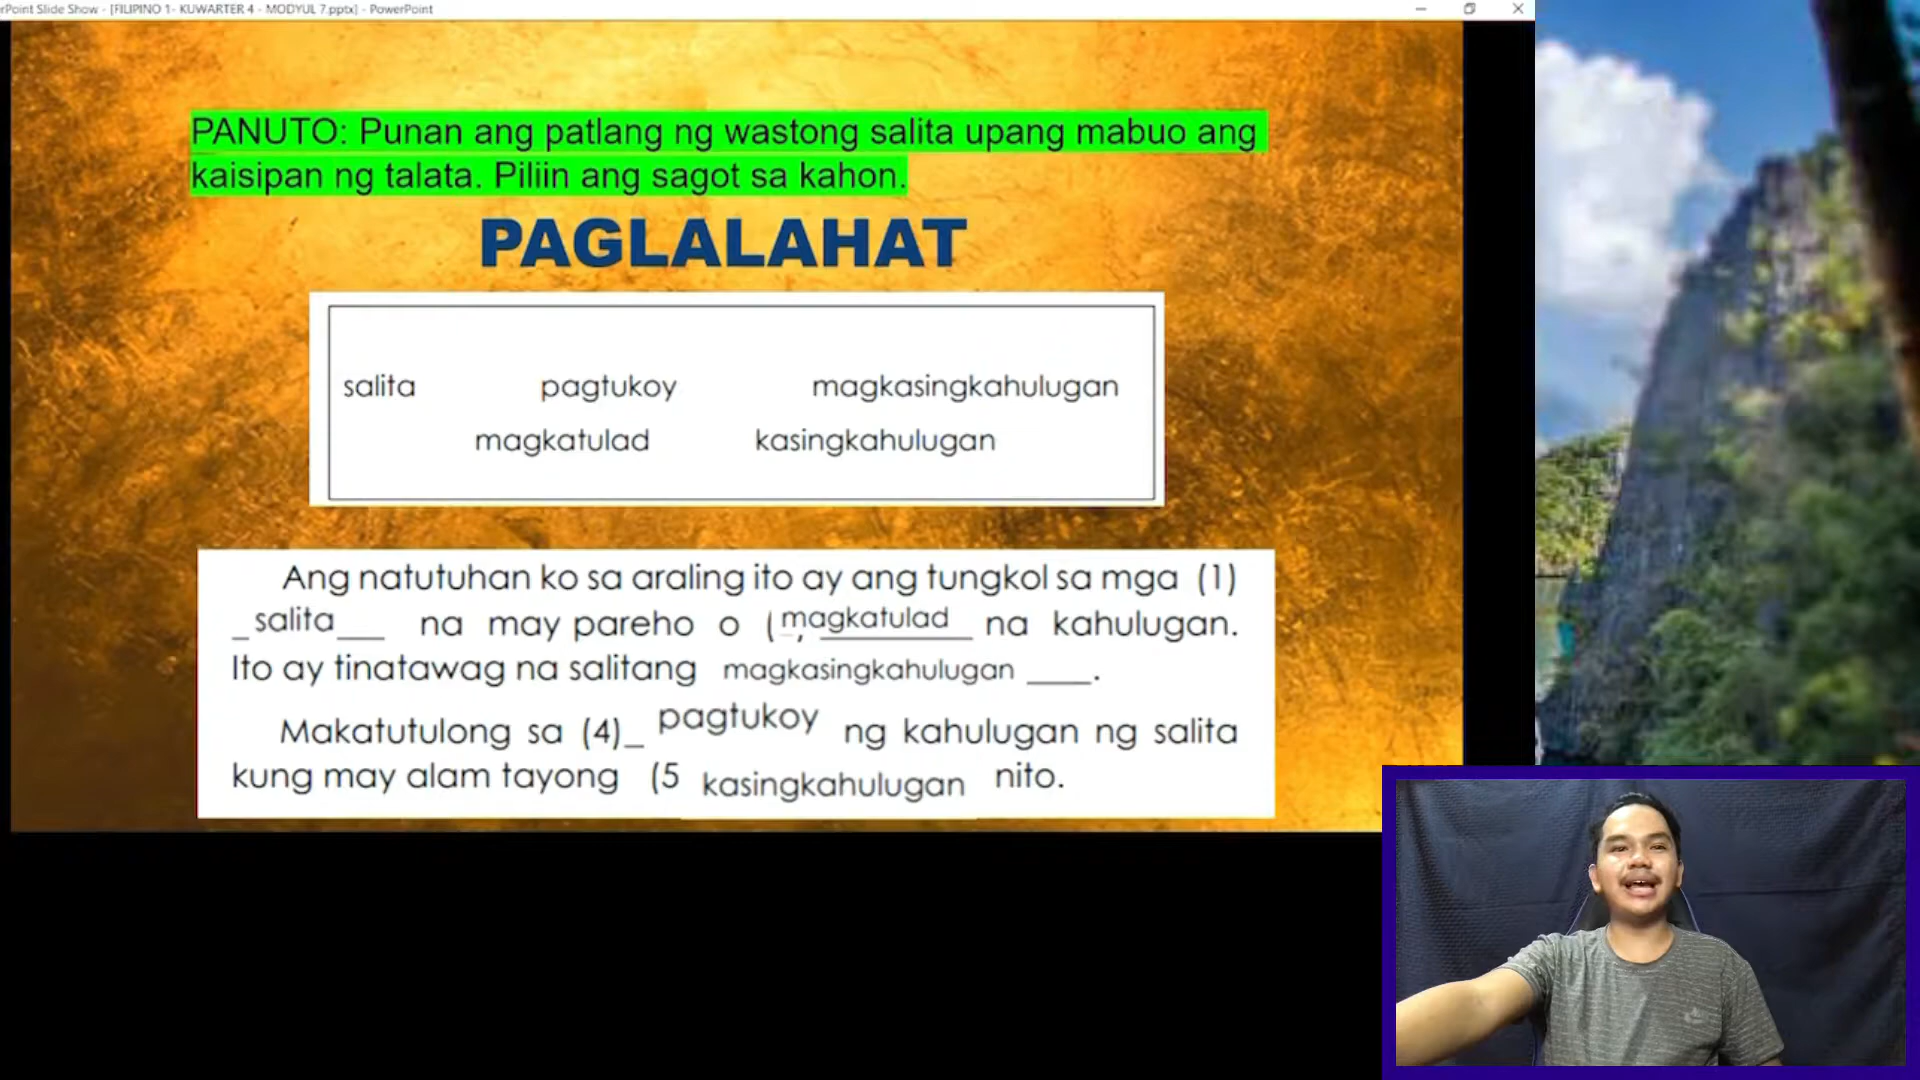 rPoint Slide Show - [FILIPINO 1- KUWARTER 4 - MODYUL 7.pptx] - PowerPoint
PANUTO: Punan ang patlang ng wastong salita upang mabuo ang
kaisipan ng talata. Piliin ang sagot sa kahon.
PAGLALAHAT
salita pagtukoy magkasingkahulugan
magkatulad kasingkahulugan
Ang natutuhan ko sa araling ito ay ang tungkol sa mga (1)
_salita___ na may pareho o ( magkatulad na kahulugan.
Ito ay tinatawag na salitang magkasingkahulugan ____.
Makatutulong sa (4)_ pagtukoy ng kahulugan ng salita
kung may alam tayong (5 kasingkahulugan nito.